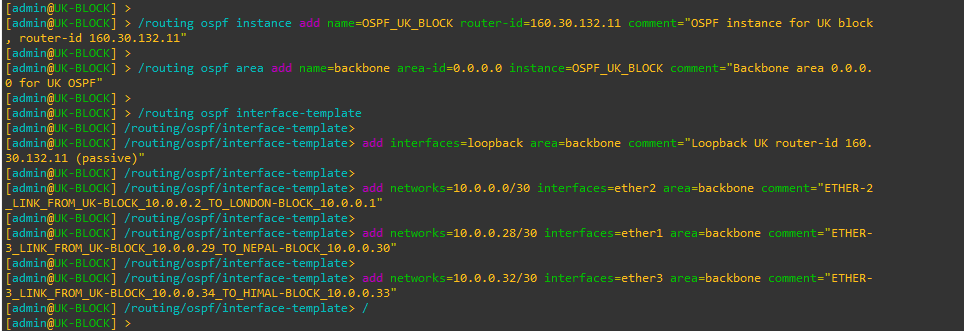 [admin@UK-BLOCK] >
[admin@UK-BLOCK] > /routing ospf instance add name=OSPF_UK_BLOCK router-id=160.30.132.11 comment="OSPF instance for UK block
, router-id 160.30.132.11"
[admin@UK-BLOCK] >
[admin@UK-BLOCK] > /routing ospf area add name=backbone area-id=0.0.0.0 instance=OSPF_UK_BLOCK comment="Backbone area 0.0.0.
0 for UK OSPF"
[admin@UK-BLOCK] >
[admin@UK-BLOCK] > /routing ospf interface-template
[admin@UK-BLOCK] /routing/ospf/interface-template>
[admin@UK-BLOCK] /routing/ospf/interface-template> add interfaces=loopback area=backbone comment="Loopback UK router-id 160.
30.132.11 (passive)"
[admin@UK-BLOCK] /routing/ospf/interface-template>
[admin@UK-BLOCK] /routing/ospf/interface-template> add networks=10.0.0.0/30 interfaces=ether2 area=backbone comment="ETHER-2
_LINK_FROM_UK-BLOCK_10.0.0.2_TO_LONDON-BLOCK_10.0.0.1"
[admin@UK-BLOCK] /routing/ospf/interface-template>
[admin@UK-BLOCK] /routing/ospf/interface-template> add networks=10.0.0.28/30 interfaces=ether1 area=backbone comment="ETHER-
3_LINK_FROM_UK-BLOCK_10.0.0.29_TO_NEPAL-BLOCK_10.0.0.30"
[admin@UK-BLOCK] /routing/ospf/interface-template>
[admin@UK-BLOCK] /routing/ospf/interface-template> add networks=10.0.0.32/30 interfaces=ether3 area=backbone comment="ETHER-
3_LINK_FROM_UK-BLOCK_10.0.0.34_TO_HIMAL-BLOCK_10.0.0.33"
[admin@UK-BLOCK] /routing/ospf/interface-template> /
[admin@UK-BLOCK] >